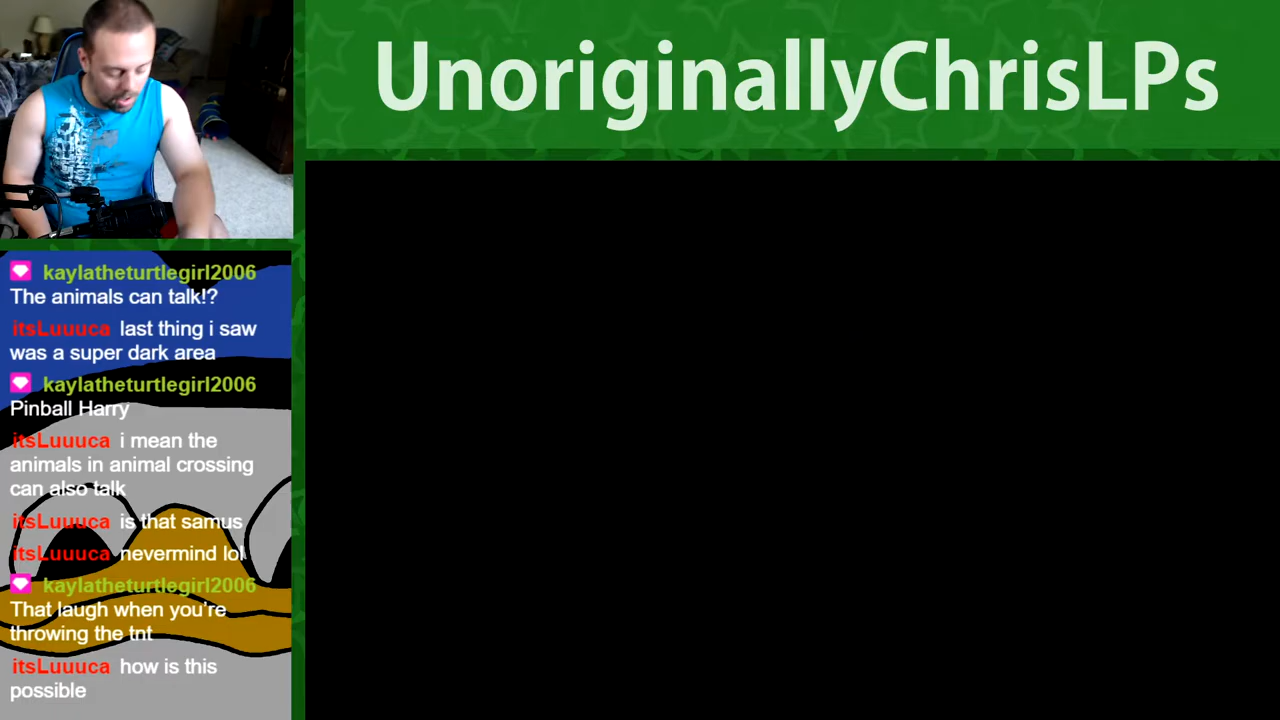 UnoriginallyChrisLPs
kaylatheturtlegirl2006
The animals can talk!?
itsLuuuca last thing i saw
was a super dark area
kaylatheturtlegirl2006
Pinball Harry
itsLuuuca i mean the
animals in animal crossing
can also talk
itsLuuuca is that samus
itsLuuuca nevermind lol
kaylatheturtlegirl2006
That laugh when you're
throwing the tnt
itsLuuuca how is this
possible